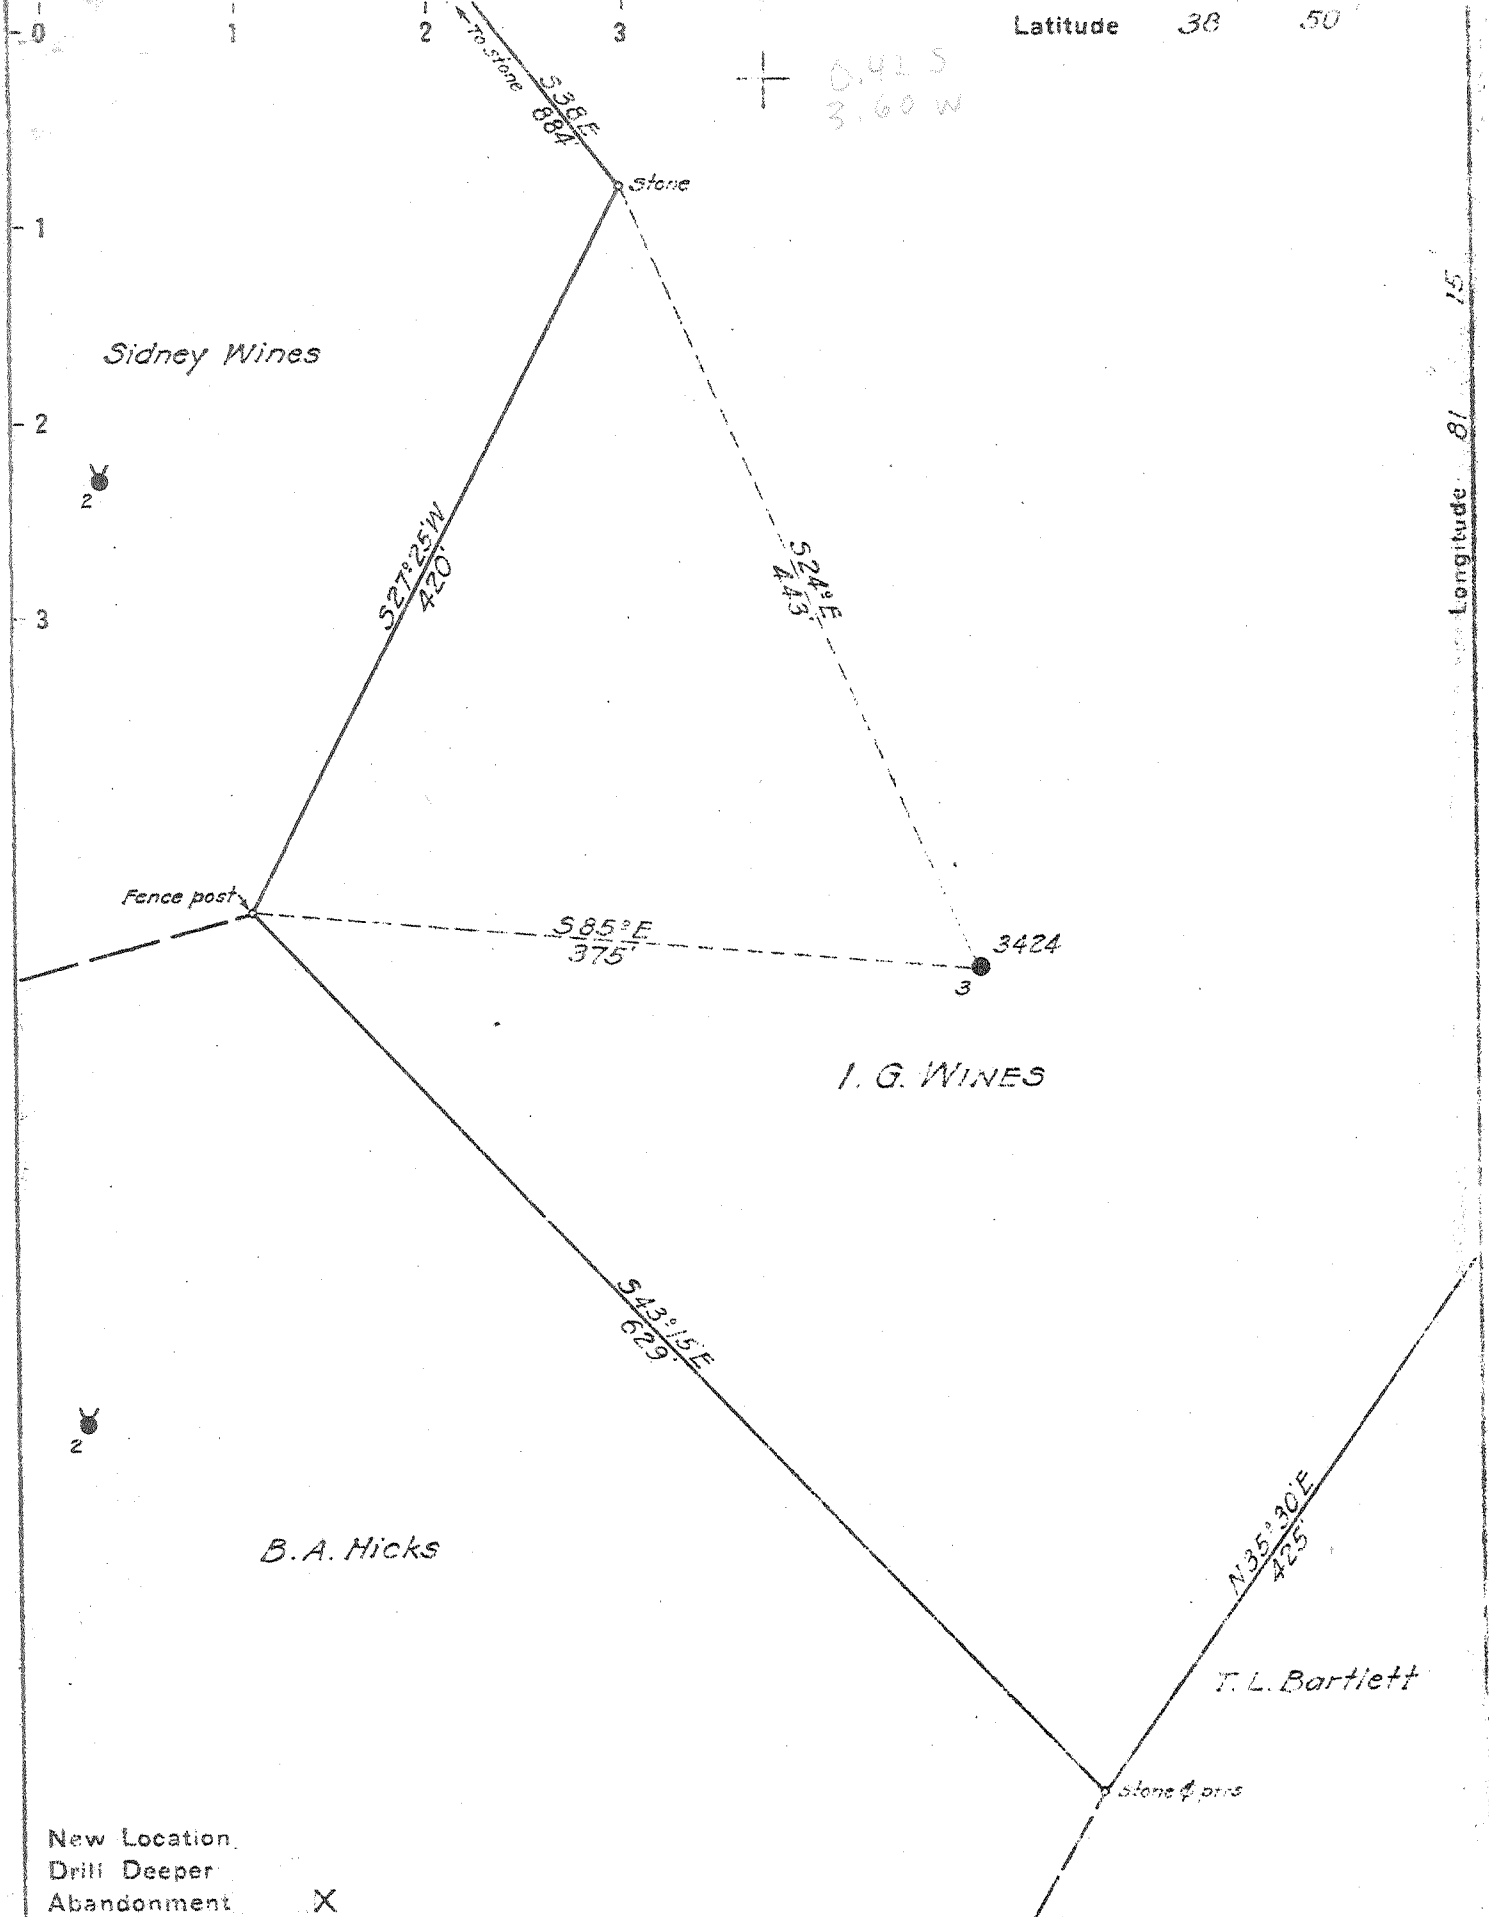 0 1 2 3
Latitude 38 50'
0.42 S
3.60 W
To stone
S38E
884'
stone
1
Longitude 81 15
Sidney Wines
2
2
S27°25'W
420'
S24°E
443'
3
Fence post
S85°E
375'
3424
3
I. G. WINES
S43°15'E
629'
2
N35°30'E
425'
B.A. Hicks
T. L. Bartlett
stone & ptrs
New Location
Drill Deeper
Abandonment X